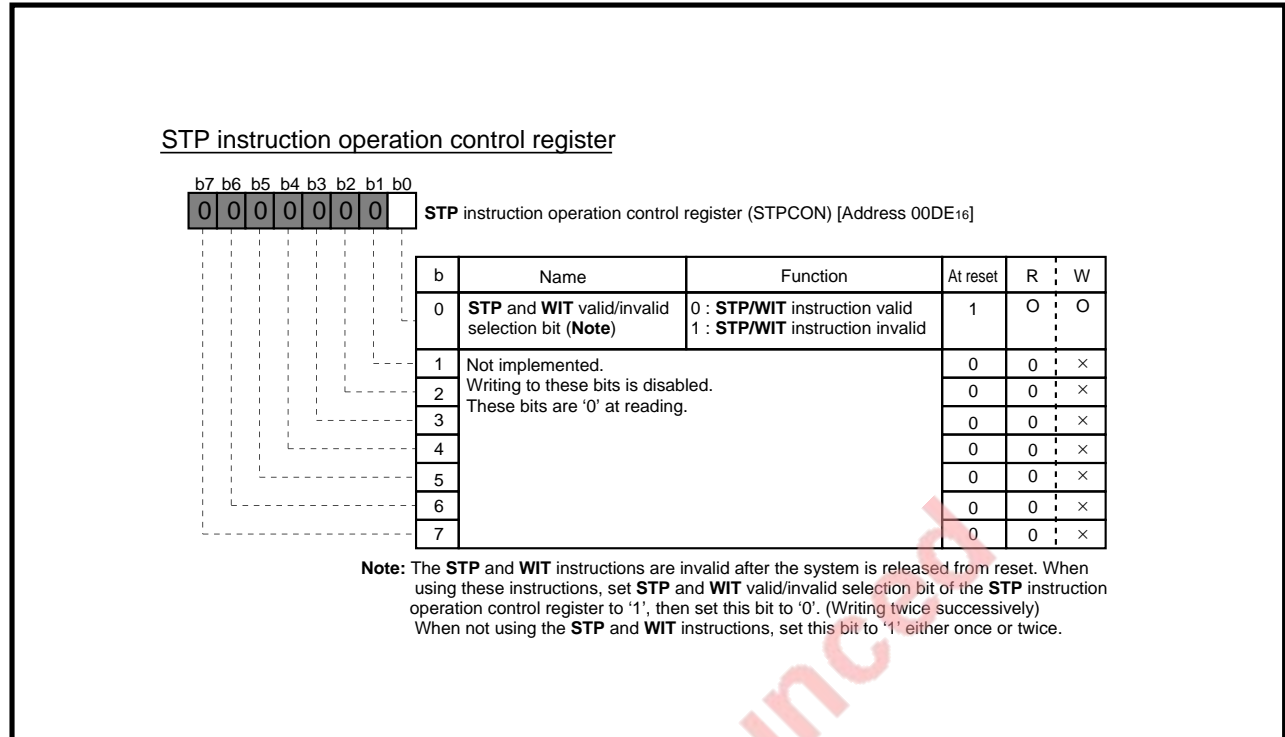 STP instruction operation control register
b7 b6 b5 b4 b3 b2 b1 b0
0 0 0 0 0 0 0
STP instruction operation control register (STPCON) [Address 00DE16]
b Name Function At reset R W
0 STP and WIT valid/invalid 0 : STP/WIT instruction valid 1 O O
selection bit (Note) 1 : STP/WIT instruction invalid
1 Not implemented. 0 0 ×
Writing to these bits is disabled.
2 0 0 ×
These bits are ‘0’ at reading.
3 0 0 ×
4 0 0 ×
5 0 0 ×
6 0 0 ×
7 0 0 ×
Note: The STP and WIT instructions are invalid after the system is released from reset. When
using these instructions, set STP and WIT valid/invalid selection bit of the STP instruction
operation control register to ‘1’, then set this bit to ‘0’. (Writing twice successively)
When not using the STP and WIT instructions, set this bit to ‘1’ either once or twice.